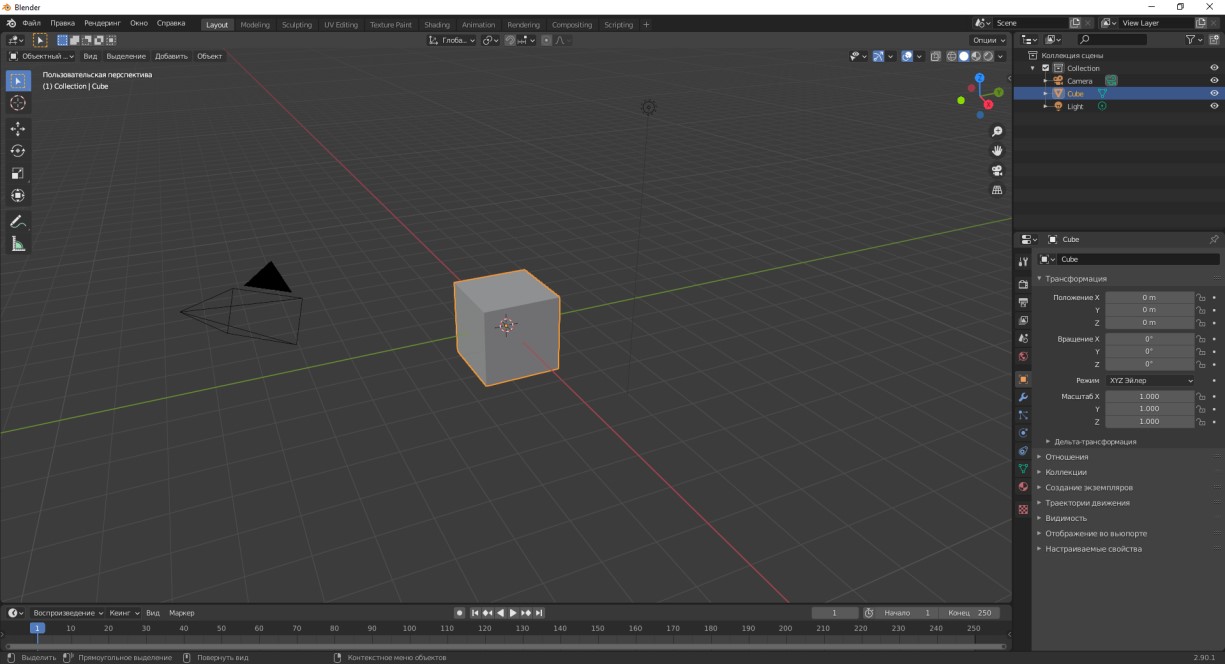 Blender
Файл Правка Рендеринг Окно Справка Layout Modeling Sculpting UV Editing Texture Paint Shading Animation Rendering Compositing Scripting + Scene View Layer
Глоба... Опции
Объектный ... Вид Выделение Добавить Объект
Пользовательская перспектива
(1) Collection | Cube
Z
Y
X
Коллекция сцены
Collection
Camera
Cube
Light
Cube
Cube
Трансформация
Положение X 0 m
Y 0 m
Z 0 m
Вращение X 0°
Y 0°
Z 0°
Режим XYZ Эйлер
Масштаб X 1.000
Y 1.000
Z 1.000
Дельта-трансформация
Отношения
Коллекции
Создание экземпляров
Траектории движения
Видимость
Отображение во вьюпорте
Настраиваемые свойства
Воспроизведение Кеинг Вид Маркер 1 Начало 1 Конец 250
1 10 20 30 40 50 60 70 80 90 100 110 120 130 140 150 160 170 180 190 200 210 220 230 240 250
Выделить Прямоугольное выделение Повернуть вид Контекстное меню объектов 2.90.1